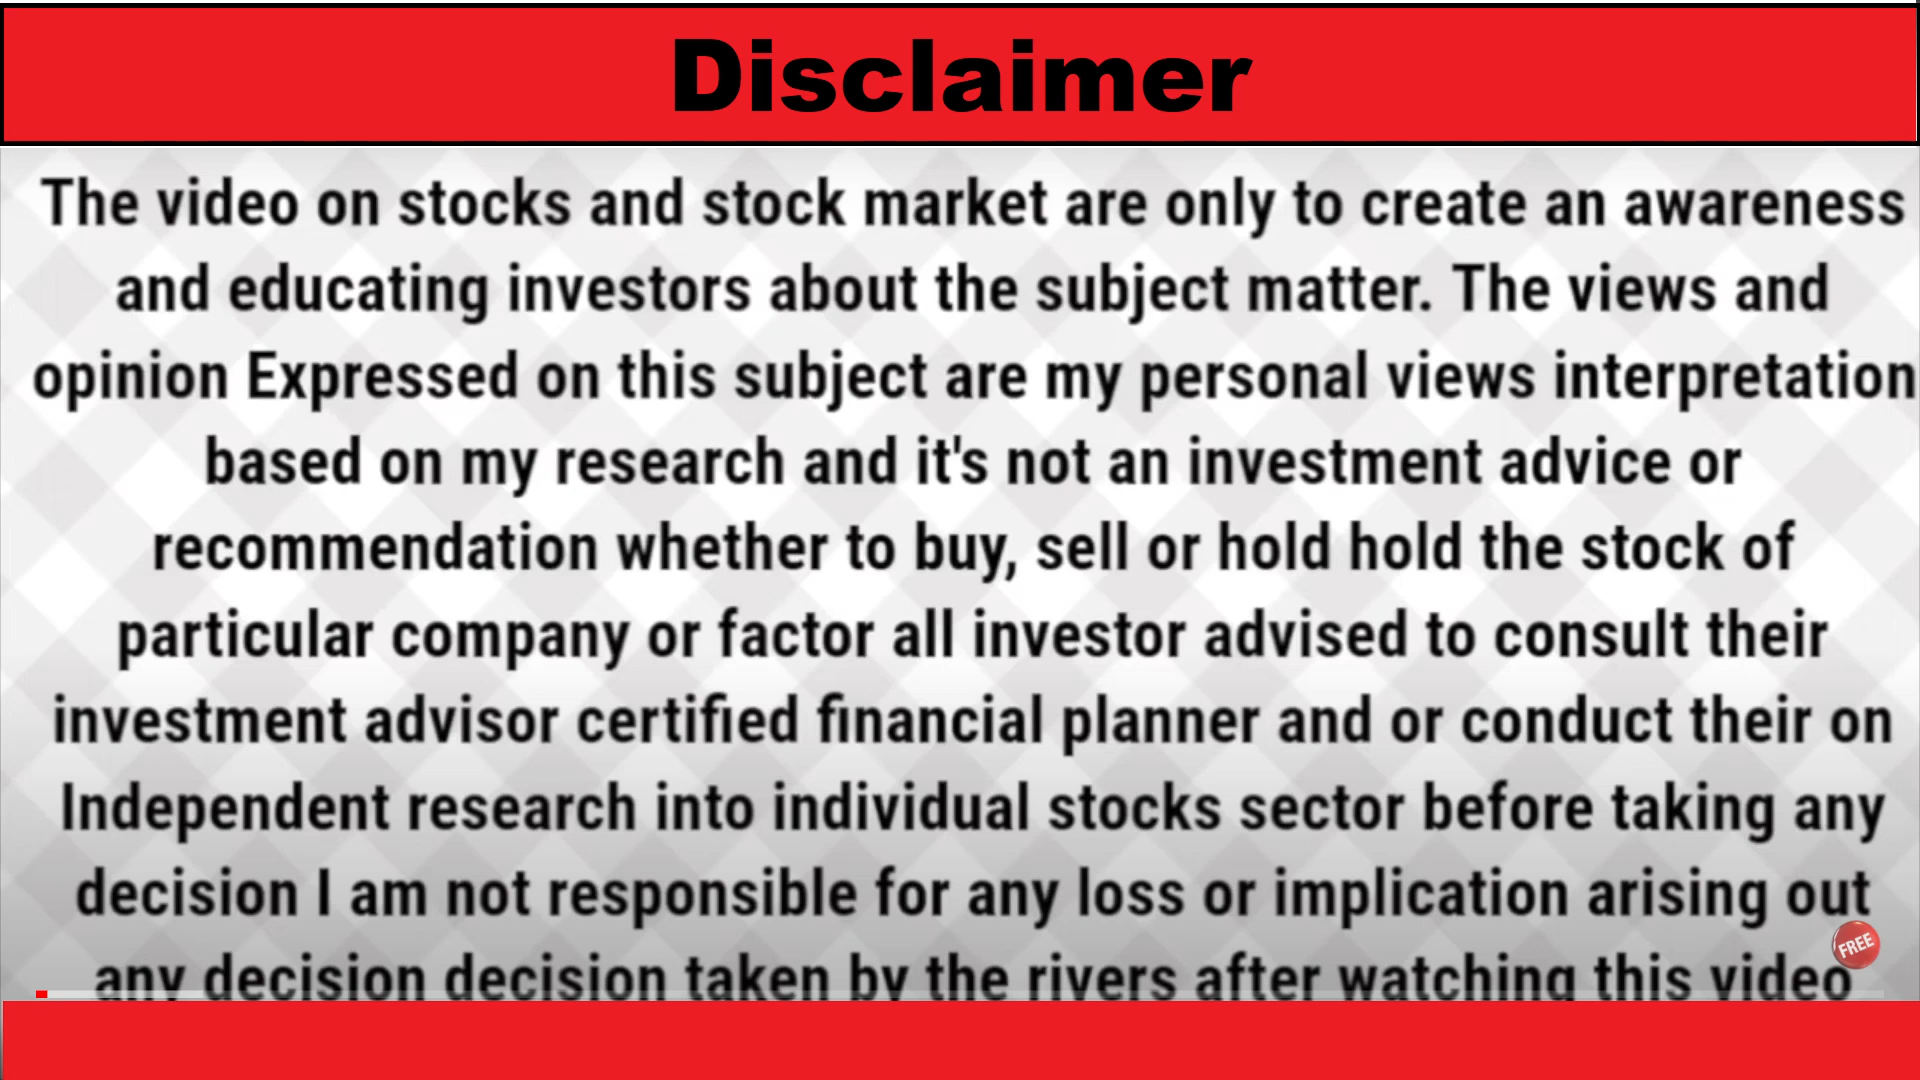 Disclaimer
The video on stocks and stock market are only to create an awareness
and educating investors about the subject matter. The views and
opinion Expressed on this subject are my personal views interpretation
based on my research and it's not an investment advice or
recommendation whether to buy, sell or hold hold the stock of
particular company or factor all investor advised to consult their
investment advisor certified financial planner and or conduct their on
Independent research into individual stocks sector before taking any
decision I am not responsible for any loss or implication arising out
any decision decision taken by the rivers after watching this video
FREE